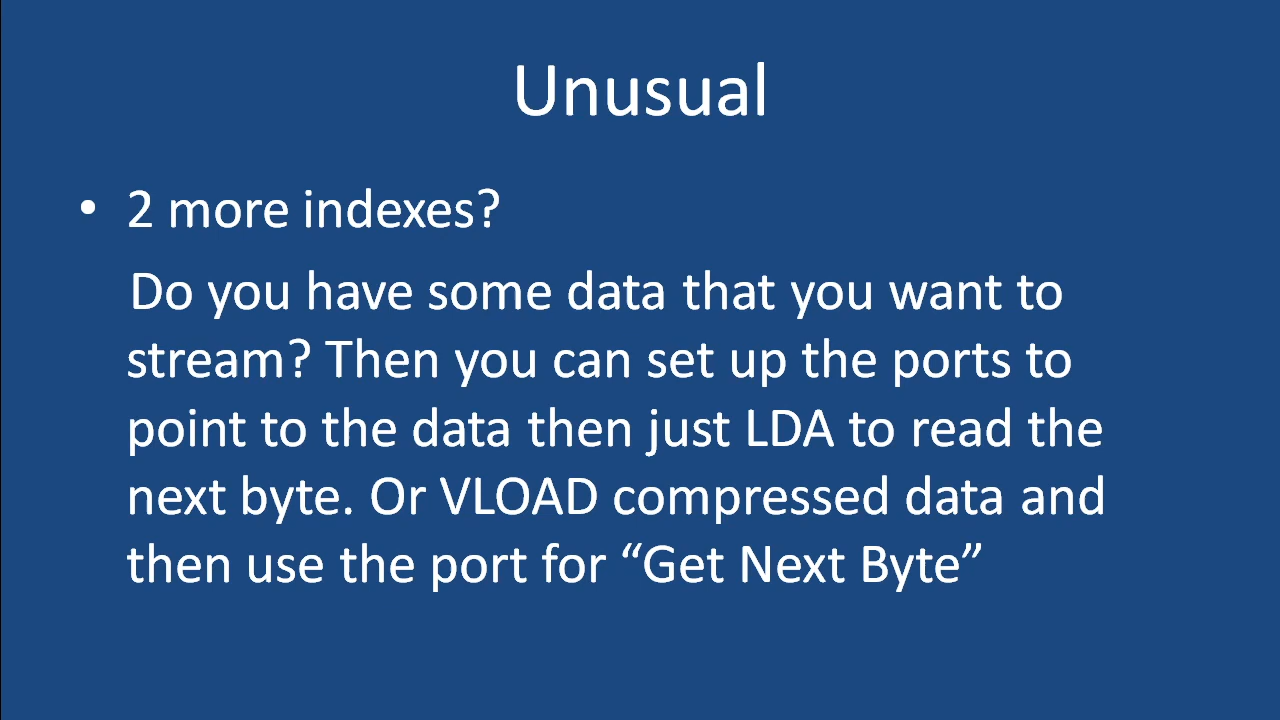 Unusual
• 2 more indexes?
Do you have some data that you want to
stream? Then you can set up the ports to
point to the data then just LDA to read the
next byte. Or VLOAD compressed data and
then use the port for “Get Next Byte”